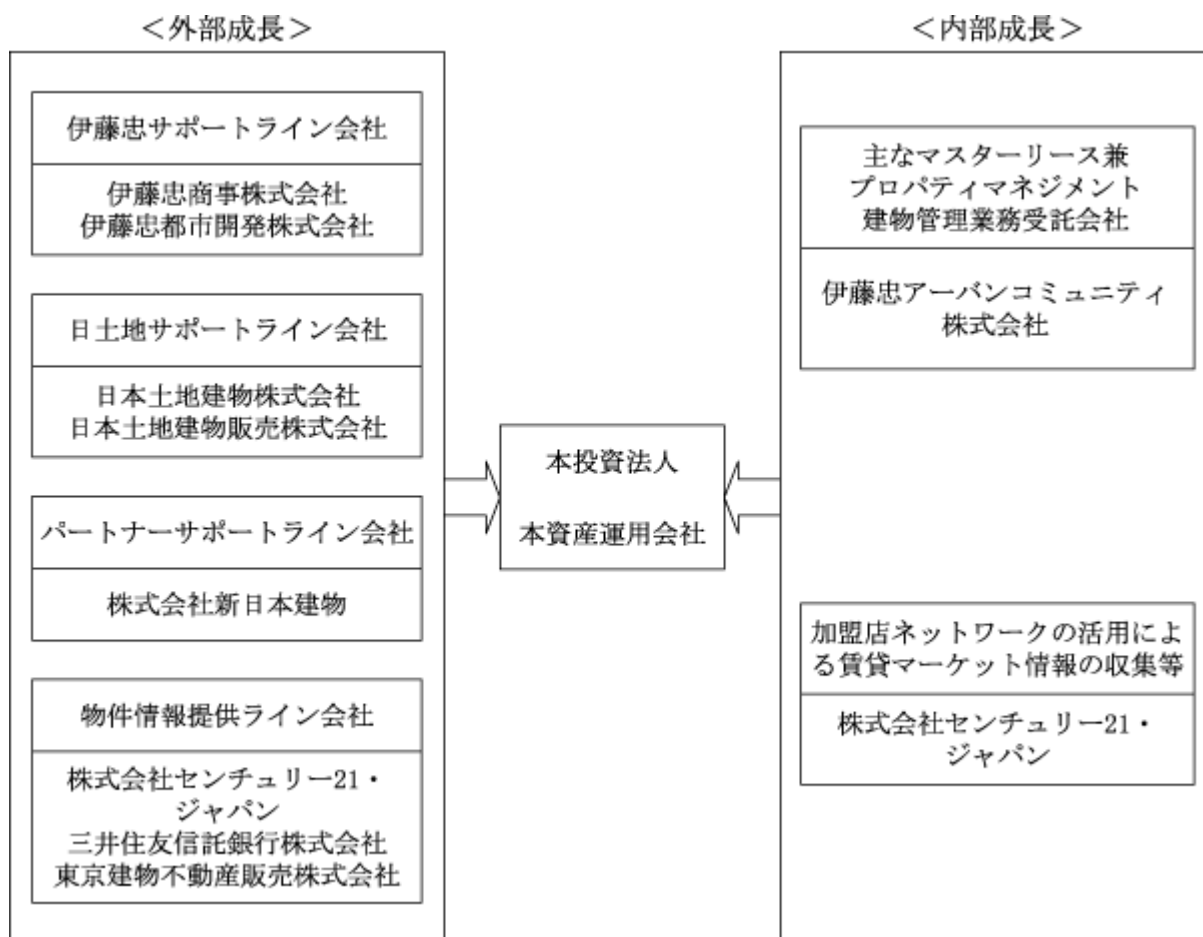 ＜外部成長＞
伊藤忠サポートライン会社
伊藤忠商事株式会社
伊藤忠都市開発株式会社
日土地サポートライン会社
日本土地建物株式会社
日本土地建物販売株式会社
パートナーサポートライン会社
株式会社新日本建物
物件情報提供ライン会社
株式会社センチュリー21・
ジャパン
三井住友信託銀行株式会社
東京建物不動産販売株式会社
本投資法人
本資産運用会社
＜内部成長＞
主なマスターリース兼
プロパティマネジメント
建物管理業務受託会社
伊藤忠アーバンコミュニティ
株式会社
加盟店ネットワークの活用によ
る賃貸マーケット情報の収集等
株式会社センチュリー21・
ジャパン